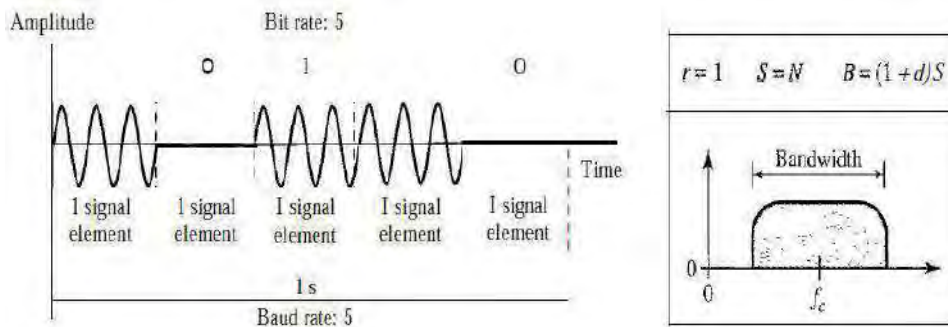 Amplitude
Bit rate: 5
0 1 0
r = 1 S = N B = (1 + d)S
Time
Bandwidth
1 signal element
1 signal element
1 signal element
1 signal element
1 signal element
0
0
fc
1 s
Baud rate: 5